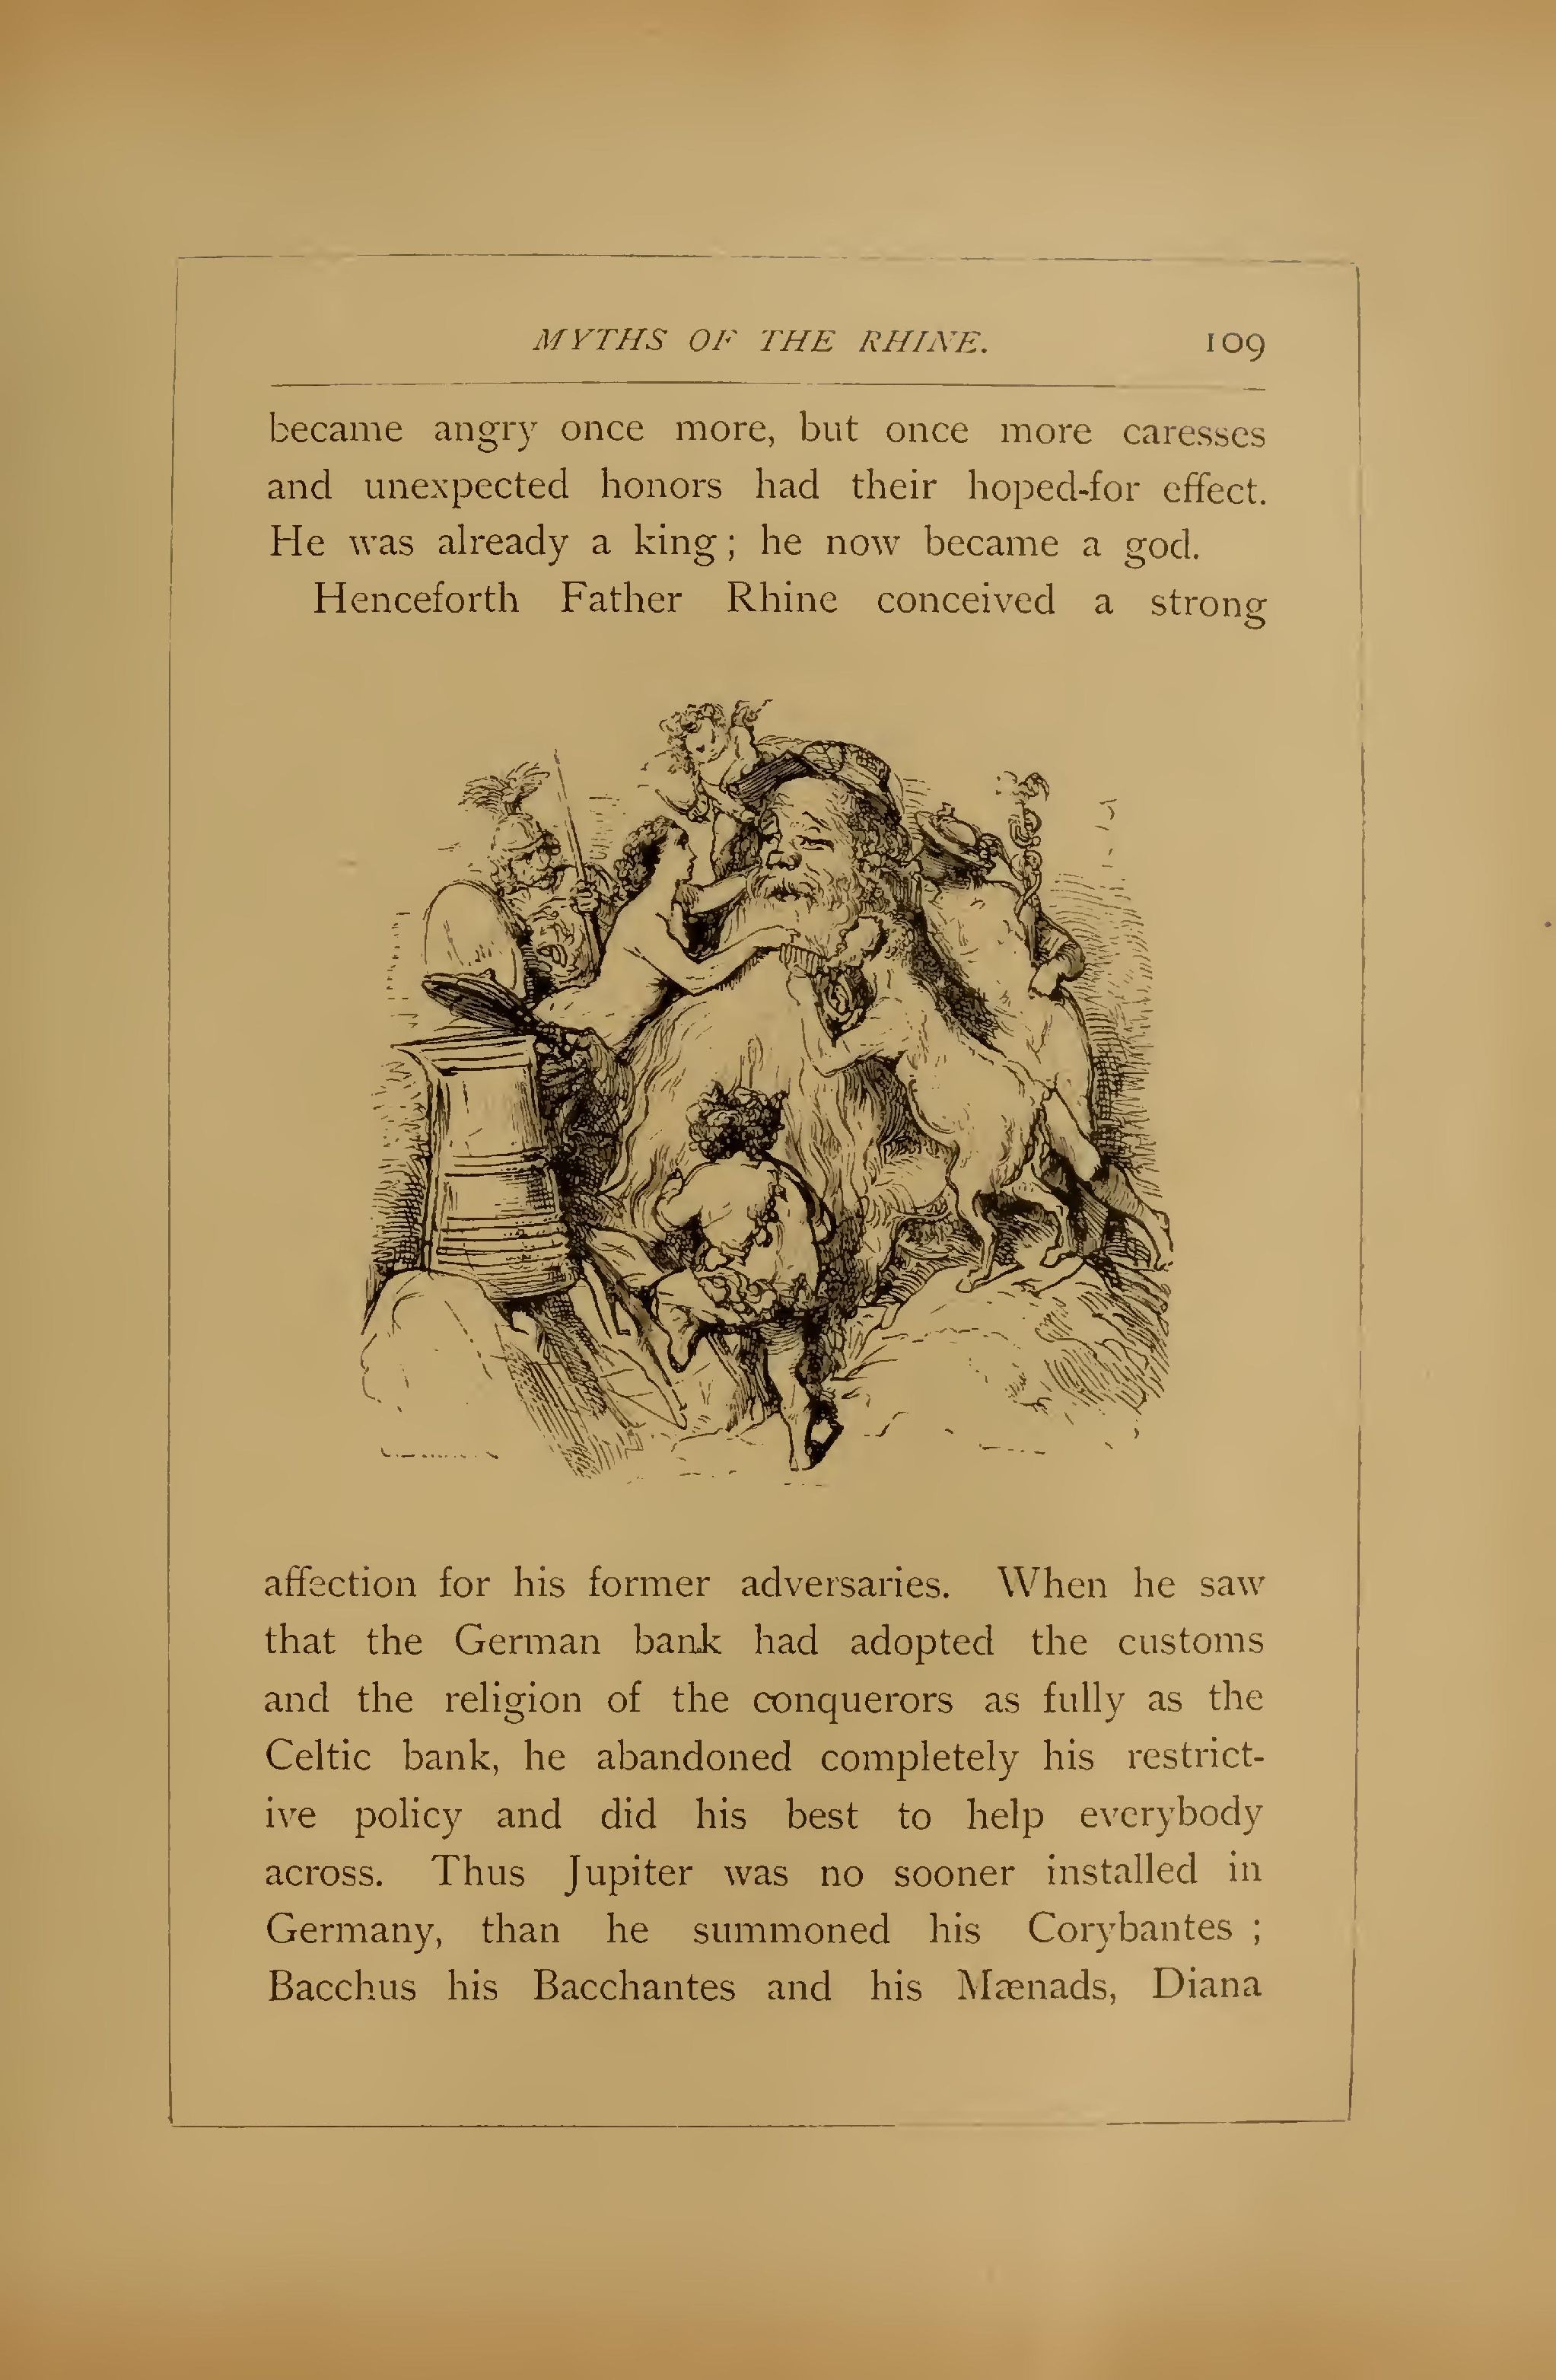 MYTHS OF THE RHINE. 109
became angry once more, but once more caresses
and unexpected honors had their hoped-for effect.
He was already a king; he now became a god.
Henceforth Father Rhine conceived a strong
affection for his former adversaries. When he saw
that the German bank had adopted the customs
and the religion of the conquerors as fully as the
Celtic bank, he abandoned completely his restrict-
ive policy and did his best to help everybody
across. Thus Jupiter was no sooner installed in
Germany, than he summoned his Corybantes ;
Bacchus his Bacchantes and his Mænads, Diana